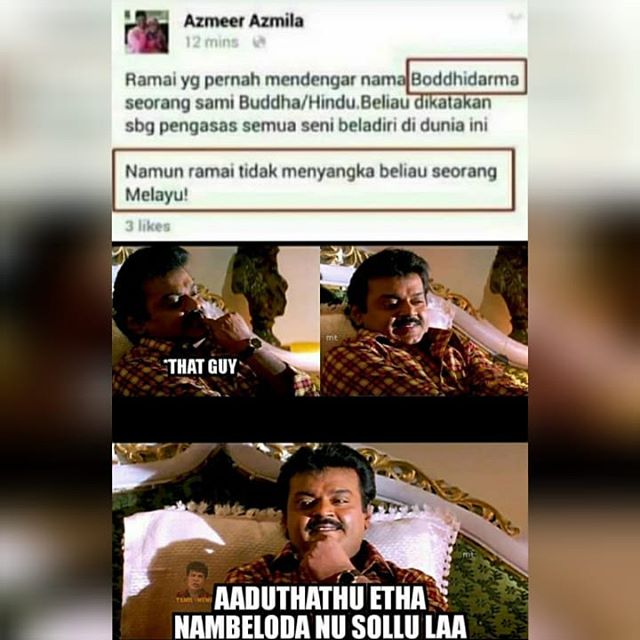 Azmeer Azmila
12 mins
Ramai yg pernah mendengar nama Boddhidarma
seorang sami Buddha/Hindu.Beliau dikatakan
sbg pengasas semua seni beladiri di dunia ini
Namun ramai tidak menyangka beliau seorang
Melayu!
3 likes
mt
"THAT GUY
mt
AADUTHATHU ETHA
NAMBELODA NU SOLLU LAA